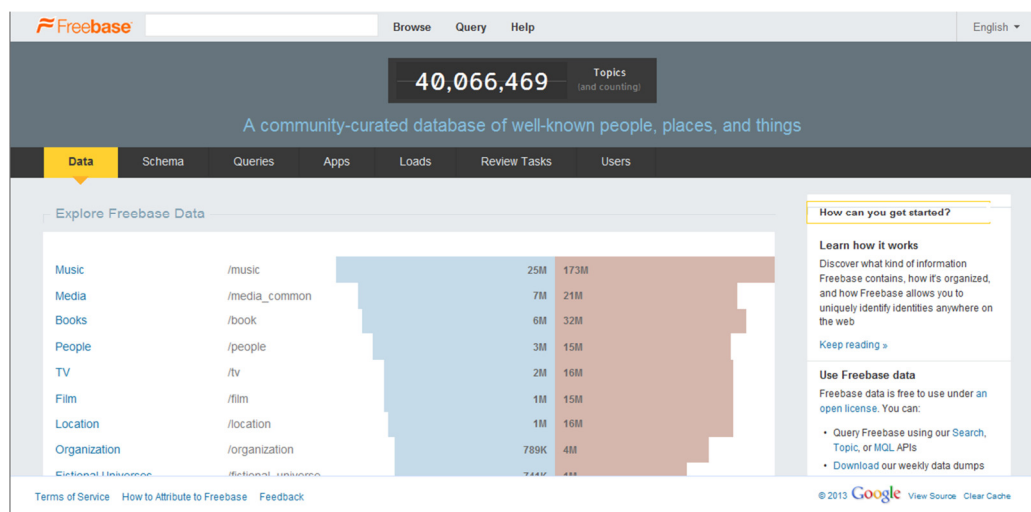 Freebase Browse Query Help English
40,066,469 Topics
(and counting)
A community-curated database of well-known people, places, and things
Data Schema Queries Apps Loads Review Tasks Users
Explore Freebase Data
Music /music 25M 173M
Media /media_common 7M 21M
Books /book 6M 32M
People /people 3M 15M
TV /tv 2M 16M
Film /film 1M 15M
Location /location 1M 16M
Organization /organization 789K 4M
Fictional Universes /fictional_universe 741K 1M
How can you get started?
Learn how it works
Discover what kind of information
Freebase contains, how it's organized,
and how Freebase allows you to
uniquely identify identities anywhere on
the web
Keep reading »
Use Freebase data
Freebase data is free to use under an
open license. You can:
• Query Freebase using our Search,
Topic, or MQL APIs
• Download our weekly data dumps
Terms of Service How to Attribute to Freebase Feedback
© 2013 Google View Source Clear Cache